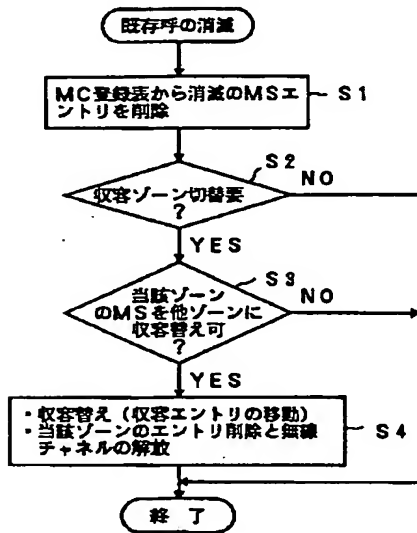 既存呼の消滅
MC登録表から消滅のMSエ
ントリを削除
S1
S2
収容ゾーン切替要
?
NO
YES
S3
当該ゾーン
のMSを他ゾーンに
収容替え可
?
NO
YES
・収容替え(収容エントリの移動)
・当該ゾーンのエントリ削除と無線
チャネルの解放
S4
終 了